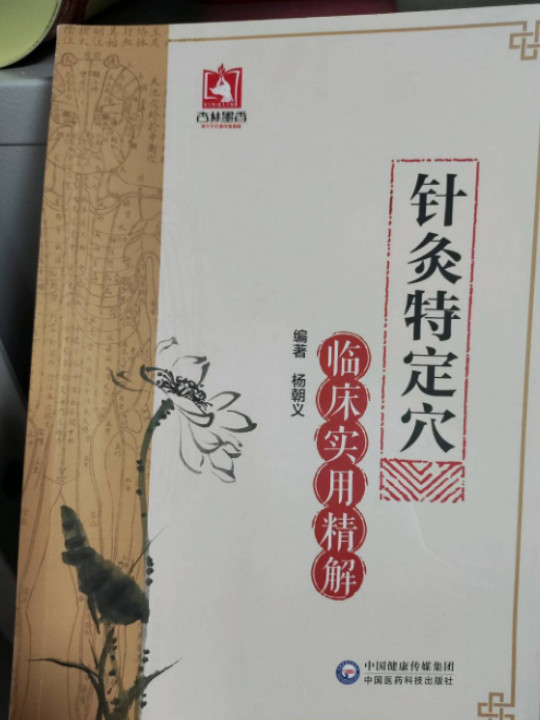 杏林墨香
针灸特定穴
临床实用精解
编著 杨朝义
中国健康传媒集团
中国医药科技出版社